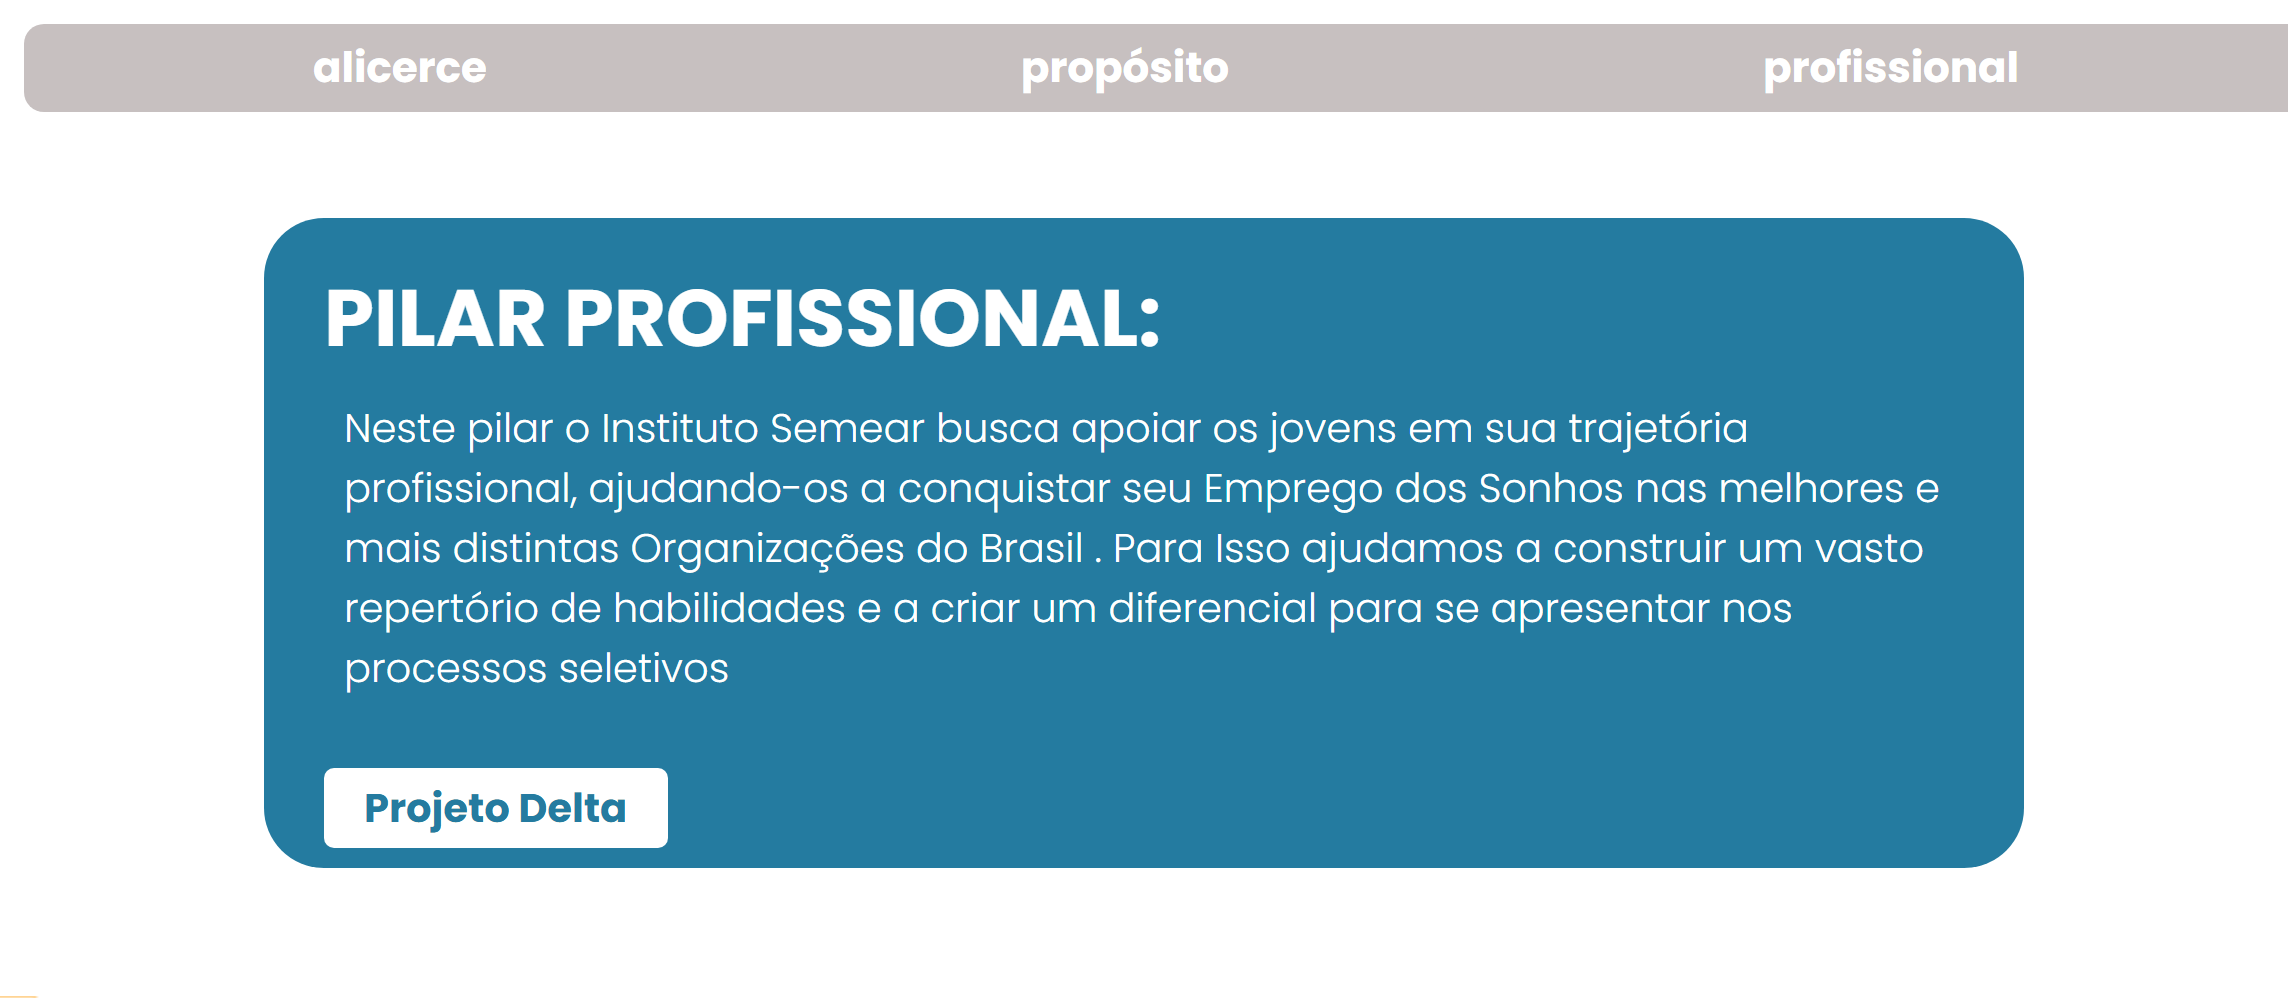 alicerce propósito profissional
PILAR PROFISSIONAL:
Neste pilar o Instituto Semear busca apoiar os jovens em sua trajetória
profissional, ajudando-os a conquistar seu Emprego dos Sonhos nas melhores e
mais distintas Organizações do Brasil . Para Isso ajudamos a construir um vasto
repertório de habilidades e a criar um diferencial para se apresentar nos
processos seletivos
Projeto Delta